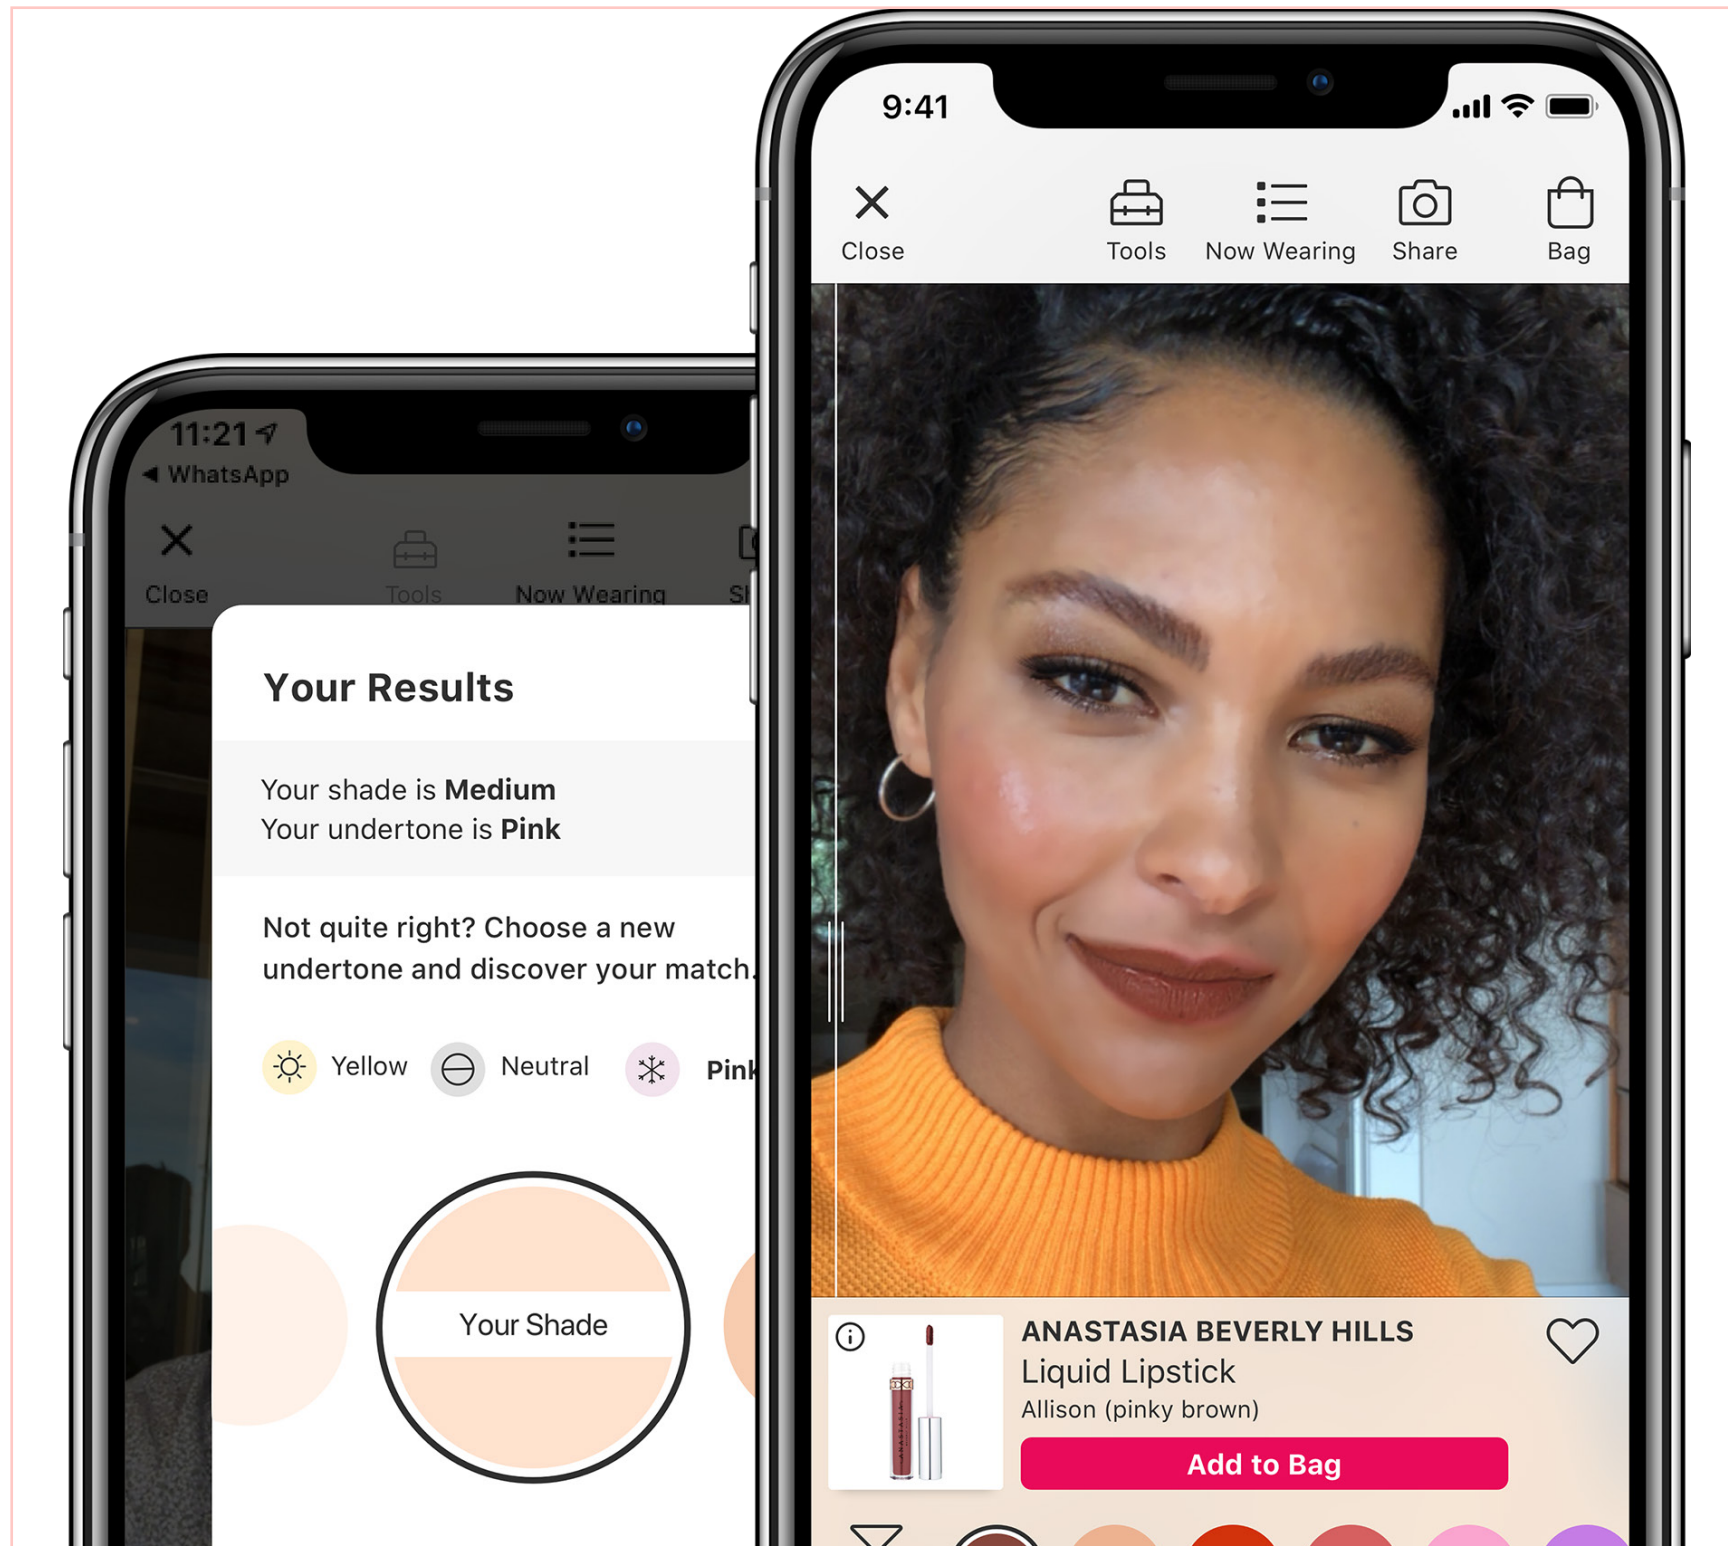 11:21
WhatsApp
Close
Tools
Now Wearing
Your Results
Your shade is Medium
Your undertone is Pink
Not quite right? Choose a new
undertone and discover your match.
Yellow
Neutral
Pink
Your Shade
9:41
Close
Tools
Now Wearing
Share
Bag
ANASTASIA BEVERLY HILLS
Liquid Lipstick
Allison (pinky brown)
Add to Bag
ANASTASIA